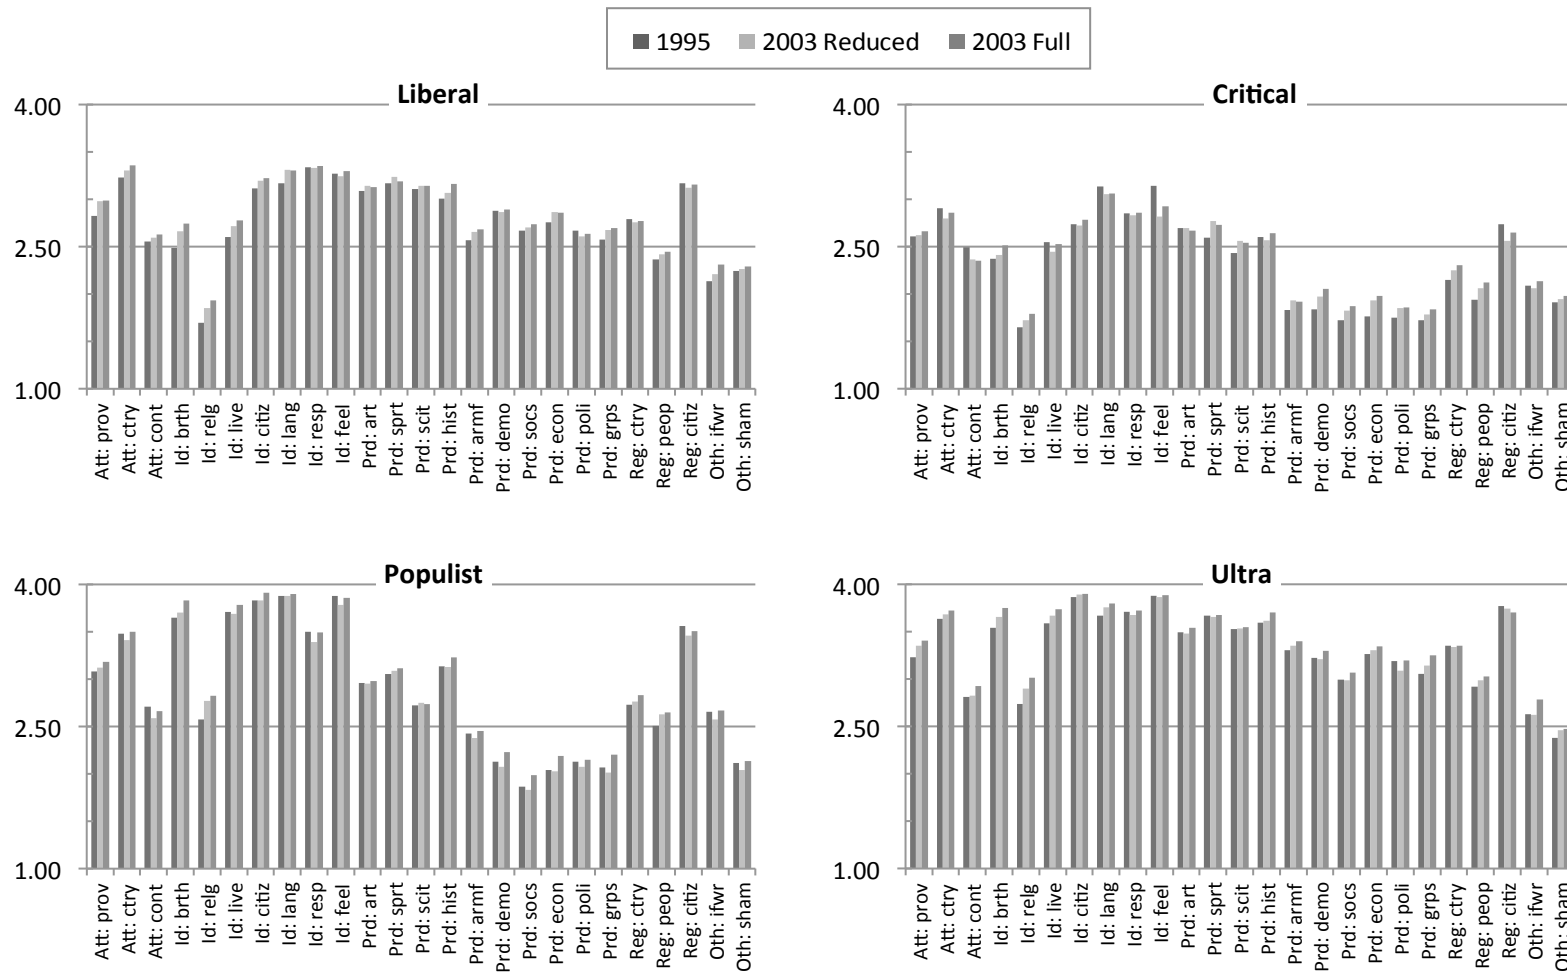 1995 2003 Reduced 2003 Full
Liberal
4.00
2.50
1.00
Att: prov
Att: ctry
Att: cont
Id: brth
Id: relg
Id: live
Id: citiz
Id: lang
Id: resp
Id: feel
Prd: art
Prd: sprt
Prd: scit
Prd: hist
Prd: armf
Prd: demo
Prd: socs
Prd: econ
Prd: poli
Prd: grps
Reg: ctry
Reg: peop
Reg: citiz
Oth: ifwr
Oth: sham
Critical
4.00
2.50
1.00
Att: prov
Att: ctry
Att: cont
Id: brth
Id: relg
Id: live
Id: citiz
Id: lang
Id: resp
Id: feel
Prd: art
Prd: sprt
Prd: scit
Prd: hist
Prd: armf
Prd: demo
Prd: socs
Prd: econ
Prd: poli
Prd: grps
Reg: ctry
Reg: peop
Reg: citiz
Oth: ifwr
Oth: sham
Populist
4.00
2.50
1.00
Att: prov
Att: ctry
Att: cont
Id: brth
Id: relg
Id: live
Id: citiz
Id: lang
Id: resp
Id: feel
Prd: art
Prd: sprt
Prd: scit
Prd: hist
Prd: armf
Prd: demo
Prd: socs
Prd: econ
Prd: poli
Prd: grps
Reg: ctry
Reg: peop
Reg: citiz
Oth: ifwr
Oth: sham
Ultra
4.00
2.50
1.00
Att: prov
Att: ctry
Att: cont
Id: brth
Id: relg
Id: live
Id: citiz
Id: lang
Id: resp
Id: feel
Prd: art
Prd: sprt
Prd: scit
Prd: hist
Prd: armf
Prd: demo
Prd: socs
Prd: econ
Prd: poli
Prd: grps
Reg: ctry
Reg: peop
Reg: citiz
Oth: ifwr
Oth: sham